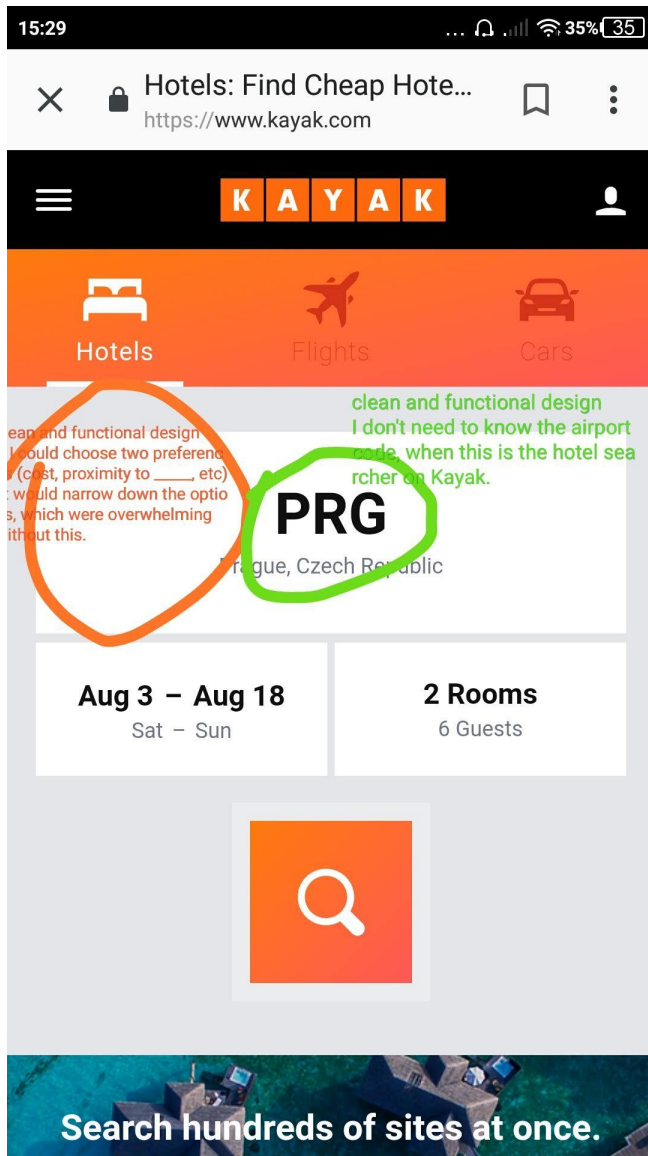 15:29
... 35% 35
Hotels: Find Cheap Hote...
https://www.kayak.com
KAYAK
Hotels Flights Cars
clean and functional design
I don't need to know the airport
code, when this is the hotel sea
rcher on Kayak.
ean and functional design
I could choose two preferenc
(cost, proximity to _____, etc)
would narrow down the optio
s, which were overwhelming
ithout this.
PRG
Prague, Czech Republic
Aug 3 – Aug 18
Sat – Sun
2 Rooms
6 Guests
Search hundreds of sites at once.